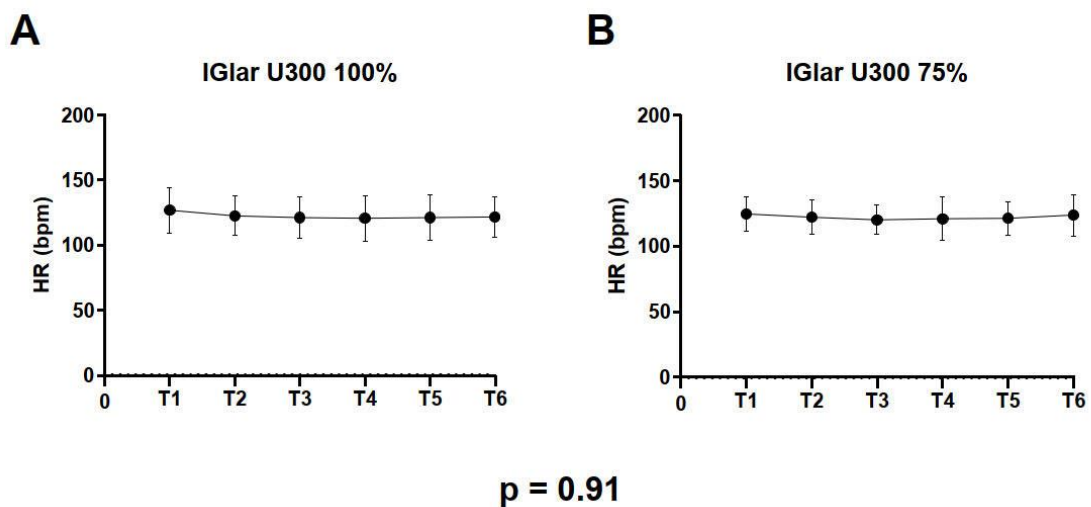 A
IGlar U300 100%
200
150
100
50
0
HR (bpm)
0 T1 T2 T3 T4 T5 T6
B
IGlar U300 75%
200
150
100
50
0
HR (bpm)
0 T1 T2 T3 T4 T5 T6
p = 0.91